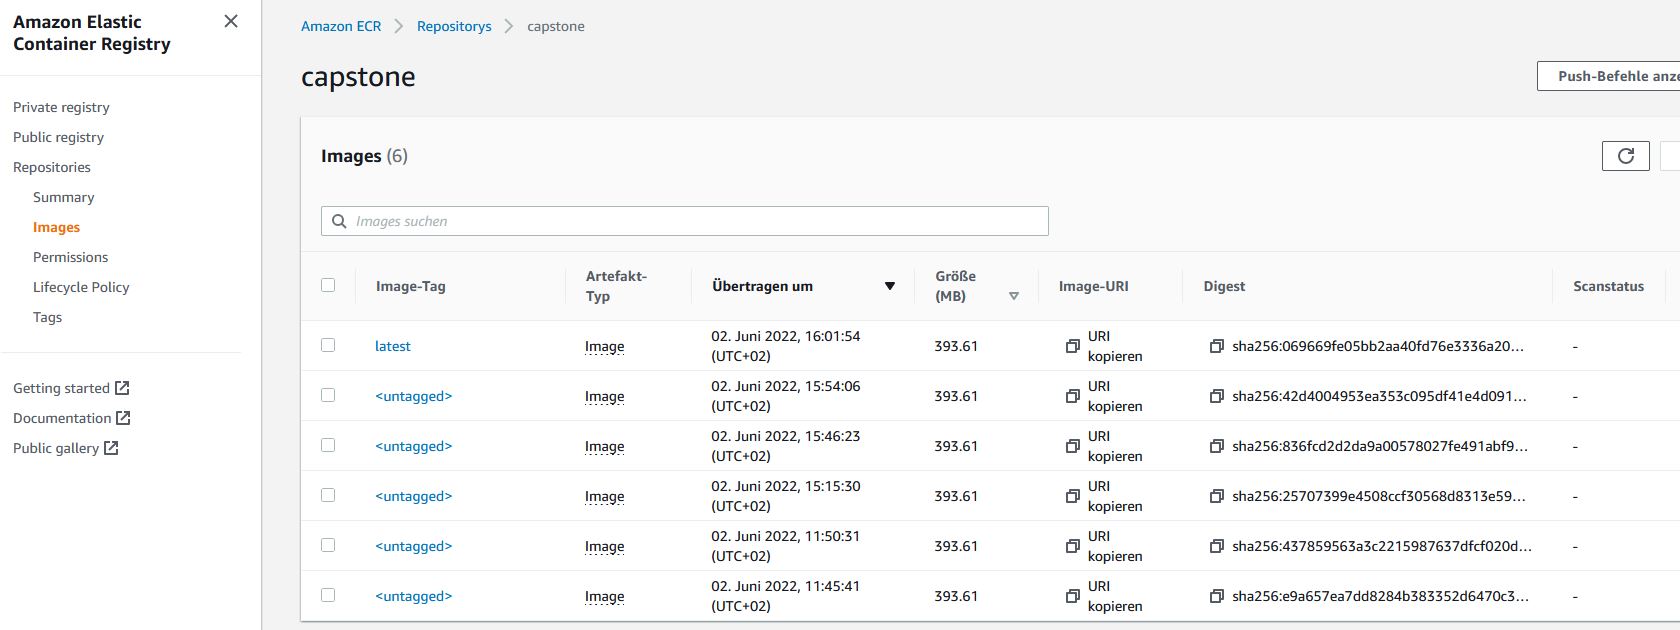 Amazon Elastic
Container Registry
Private registry
Public registry
Repositories
Summary
Images
Permissions
Lifecycle Policy
Tags
Getting started
Documentation
Public gallery
Amazon ECR > Repositorys > capstone
capstone
Push-Befehle anze
Images (6)
Images suchen
Image-Tag
Artefakt-
Typ
Übertragen um
Größe
(MB)
Image-URI
Digest
Scanstatus
latest Image 02. Juni 2022, 16:01:54 393.61 URI sha256:069669fe05bb2aa40fd76e3336a20... -
(UTC+02) kopieren
<untagged> Image 02. Juni 2022, 15:54:06 393.61 URI sha256:42d4004953ea353c095df41e4d091... -
(UTC+02) kopieren
<untagged> Image 02. Juni 2022, 15:46:23 393.61 URI sha256:836fcd2d2da9a00578027fe491abf9... -
(UTC+02) kopieren
<untagged> Image 02. Juni 2022, 15:15:30 393.61 URI sha256:25707399e4508ccf30568d8313e59... -
(UTC+02) kopieren
<untagged> Image 02. Juni 2022, 11:50:31 393.61 URI sha256:437859563a3c2215987637dfcf020d... -
(UTC+02) kopieren
<untagged> Image 02. Juni 2022, 11:45:41 393.61 URI sha256:e9a657ea7dd8284b383352d6470c3... -
(UTC+02) kopieren